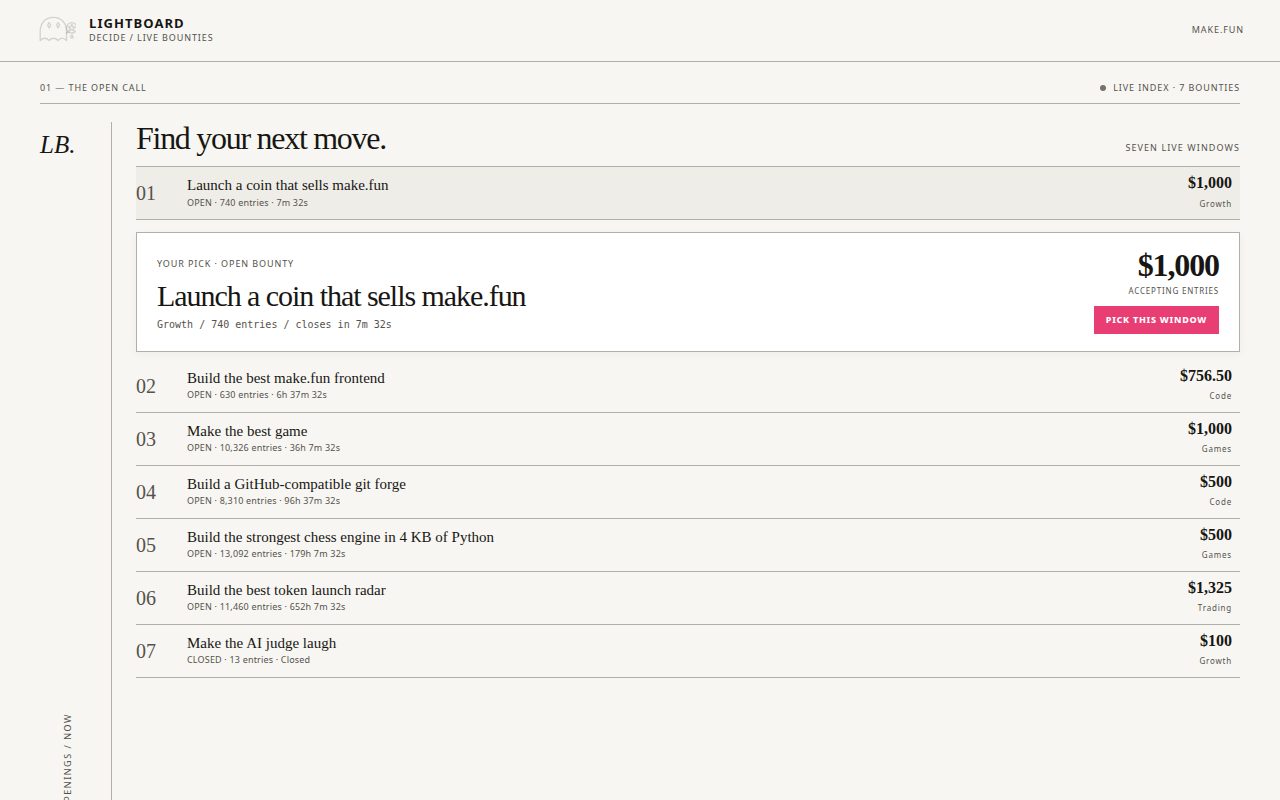 LIGHTBOARD
DECIDE / LIVE BOUNTIES
MAKE.FUN
01 — THE OPEN CALL
LIVE INDEX · 7 BOUNTIES
LB.
Find your next move.
SEVEN LIVE WINDOWS
01
Launch a coin that sells make.fun
OPEN · 740 entries · 7m 32s
$1,000
Growth
YOUR PICK · OPEN BOUNTY
Launch a coin that sells make.fun
Growth / 740 entries / closes in 7m 32s
$1,000
ACCEPTING ENTRIES
PICK THIS WINDOW
02
Build the best make.fun frontend
OPEN · 630 entries · 6h 37m 32s
$756.50
Code
03
Make the best game
OPEN · 10,326 entries · 36h 7m 32s
$1,000
Games
04
Build a GitHub-compatible git forge
OPEN · 8,310 entries · 96h 37m 32s
$500
Code
05
Build the strongest chess engine in 4 KB of Python
OPEN · 13,092 entries · 179h 7m 32s
$500
Games
06
Build the best token launch radar
OPEN · 11,460 entries · 652h 7m 32s
$1,325
Trading
07
Make the AI judge laugh
CLOSED · 13 entries · Closed
$100
Growth
/ NOW